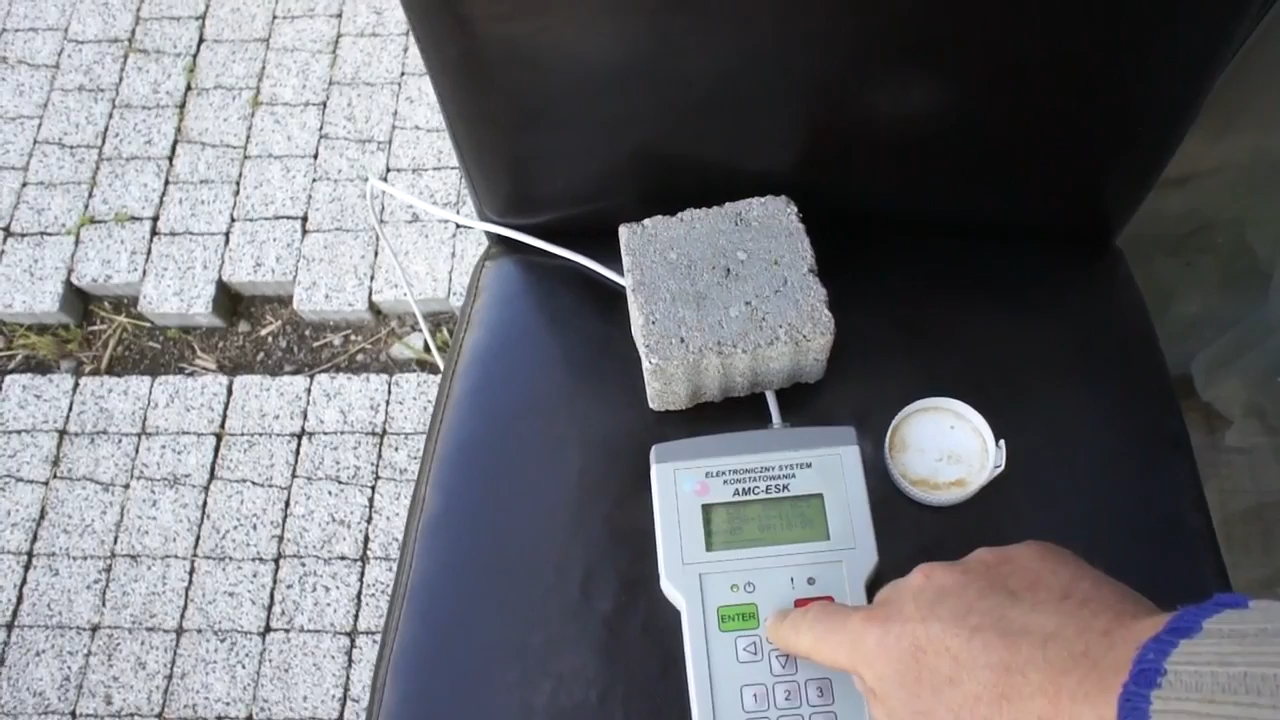 ELEKTRONICZNY SYSTEM
KONSTATOWANIA
AMC-ESK
!
ENTER
1 2 3